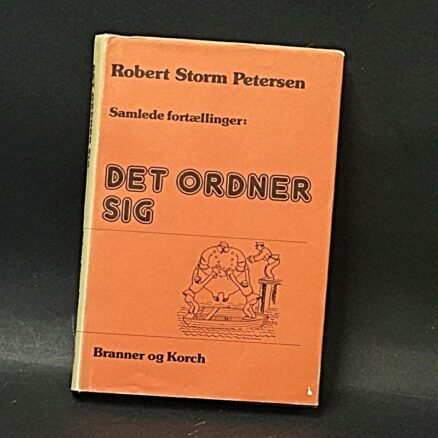 Robert Storm Petersen
Samlede fortællinger:
DET ORDNER
SIG
Branner og Korch